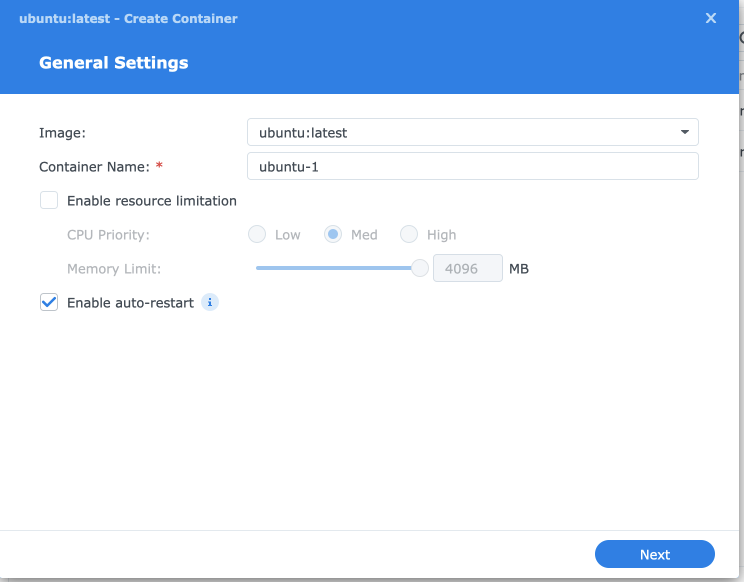 ubuntu:latest - Create Container
X
General Settings
Image: ubuntu:latest
Container Name: * ubuntu-1
Enable resource limitation
CPU Priority: Low Med High
Memory Limit: 4096 MB
Enable auto-restart i
Next